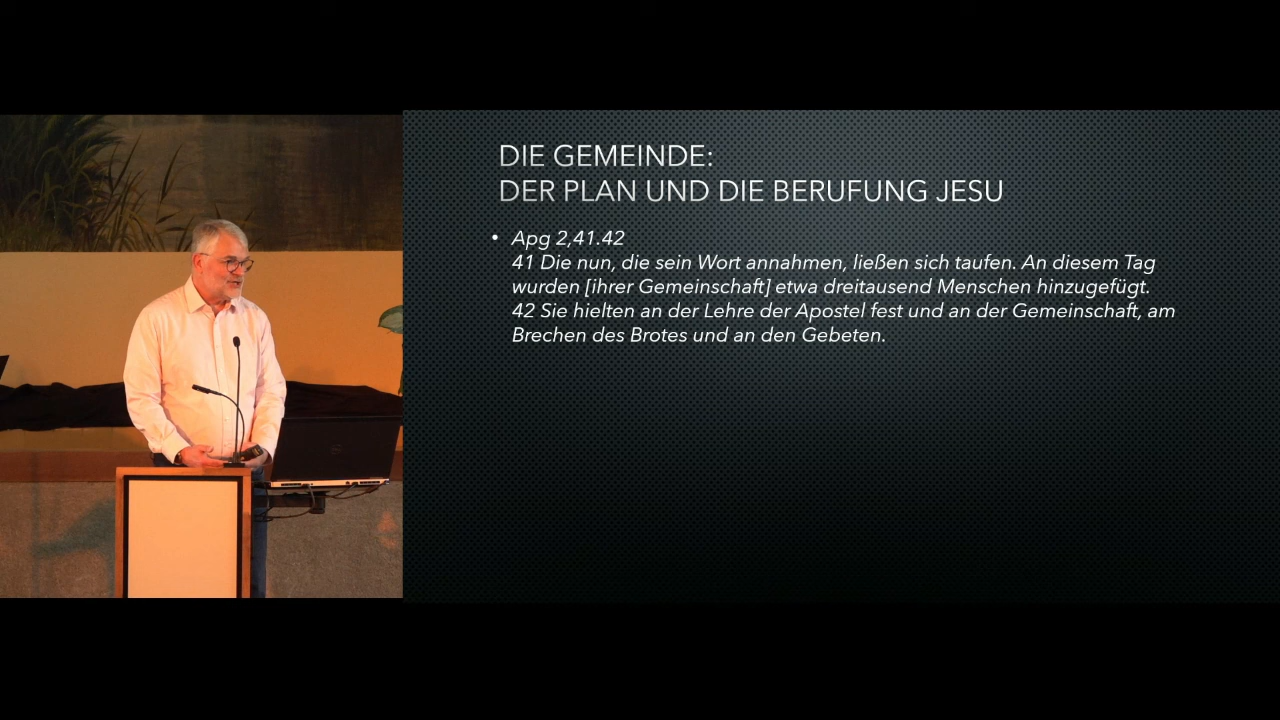 DIE GEMEINDE:
DER PLAN UND DIE BERUFUNG JESU
• Apg 2,41.42
41 Die nun, die sein Wort annahmen, ließen sich taufen. An diesem Tag
wurden [ihrer Gemeinschaft] etwa dreitausend Menschen hinzugefügt.
42 Sie hielten an der Lehre der Apostel fest und an der Gemeinschaft, am
Brechen des Brotes und an den Gebeten.